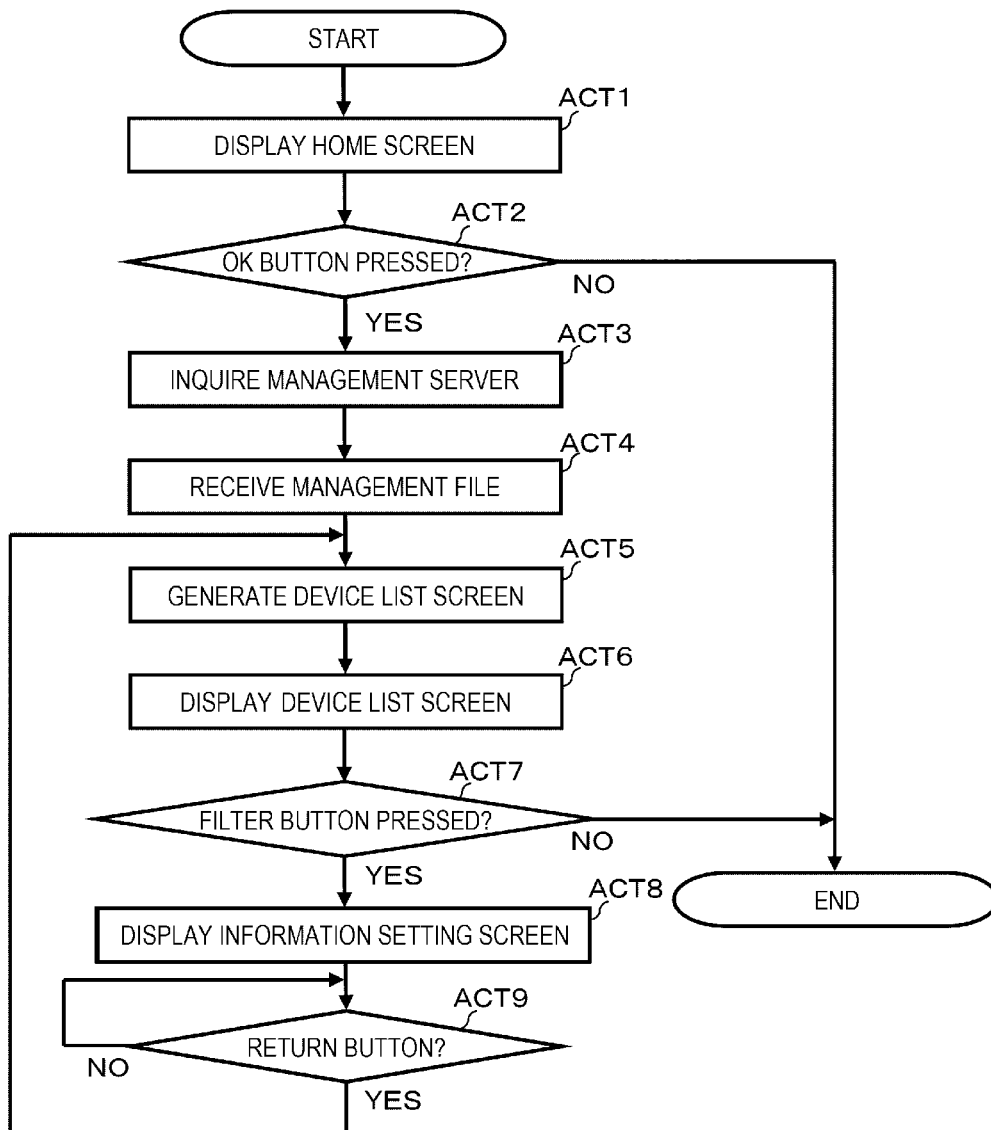 START
ACT1
DISPLAY HOME SCREEN
ACT2
OK BUTTON PRESSED?
NO
YES
ACT3
INQUIRE MANAGEMENT SERVER
ACT4
RECEIVE MANAGEMENT FILE
ACT5
GENERATE DEVICE LIST SCREEN
ACT6
DISPLAY DEVICE LIST SCREEN
ACT7
FILTER BUTTON PRESSED?
NO
YES
ACT8
END
DISPLAY INFORMATION SETTING SCREEN
ACT9
RETURN BUTTON?
NO
YES